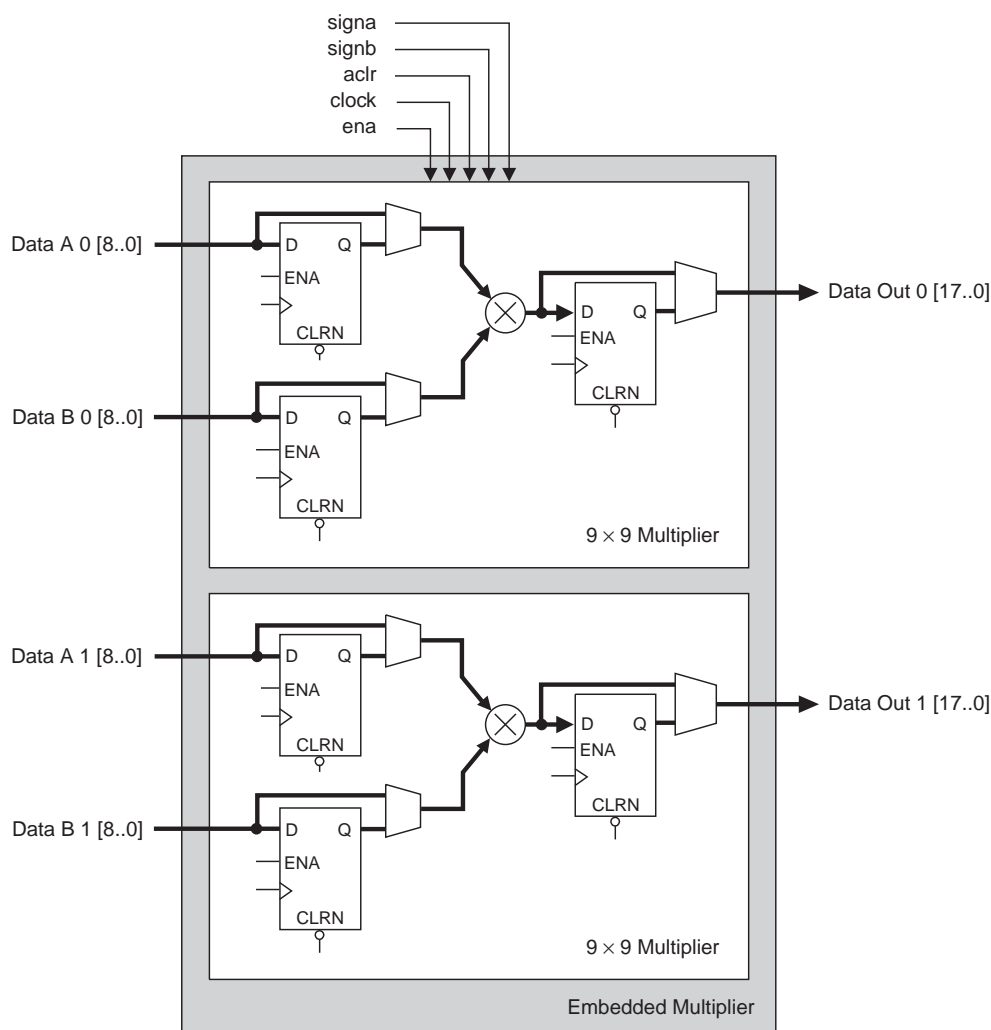 signa
signb
aclr
clock
ena
Data A 0 [8..0]
D Q
ENA
CLRN
Data B 0 [8..0]
D Q
ENA
CLRN
D Q
ENA
CLRN
Data Out 0 [17..0]
9 × 9 Multiplier
Data A 1 [8..0]
D Q
ENA
CLRN
Data B 1 [8..0]
D Q
ENA
CLRN
D Q
ENA
CLRN
Data Out 1 [17..0]
9 × 9 Multiplier
Embedded Multiplier